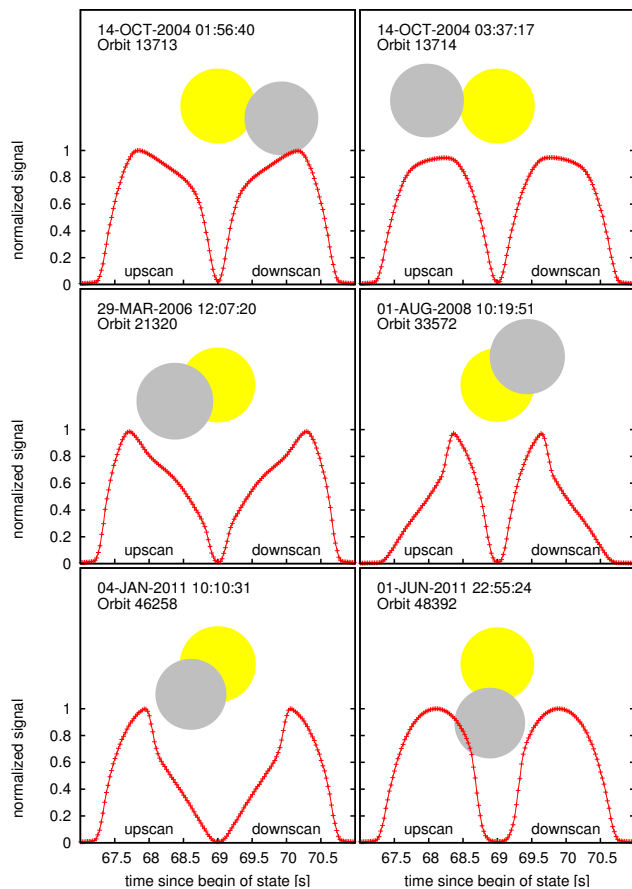 14-OCT-2004 01:56:40
Orbit 13713
14-OCT-2004 03:37:17
Orbit 13714
normalized signal
1
0.8
0.6
0.4
0.2
0
upscan
downscan
upscan
downscan
29-MAR-2006 12:07:20
Orbit 21320
01-AUG-2008 10:19:51
Orbit 33572
normalized signal
1
0.8
0.6
0.4
0.2
0
upscan
downscan
upscan
downscan
04-JAN-2011 10:10:31
Orbit 46258
01-JUN-2011 22:55:24
Orbit 48392
normalized signal
1
0.8
0.6
0.4
0.2
0
upscan
downscan
upscan
downscan
67.5 68 68.5 69 69.5 70 70.5
67.5 68 68.5 69 69.5 70 70.5
time since begin of state [s]
time since begin of state [s]